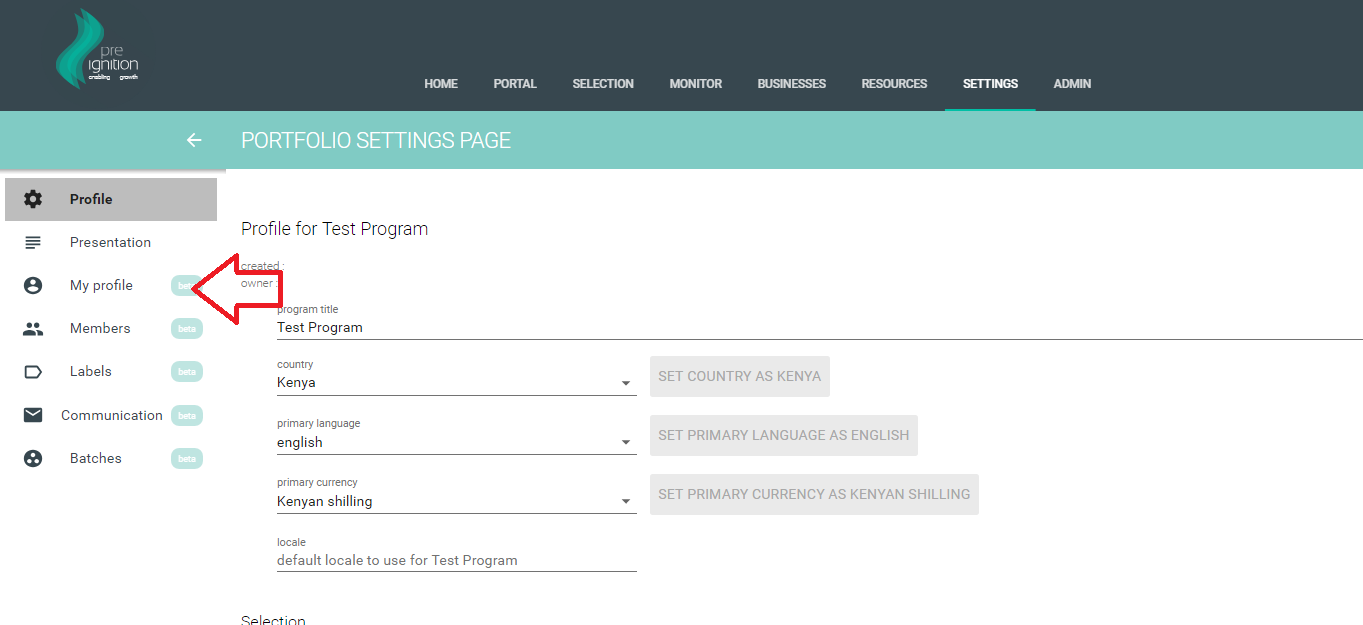 pre
ignition
enabling growth
HOME PORTAL SELECTION MONITOR BUSINESSES RESOURCES SETTINGS ADMIN
PORTFOLIO SETTINGS PAGE
Profile
Presentation
My profile
Members beta
Labels beta
Communication beta
Batches beta
Profile for Test Program
created :
owner :
program title
Test Program
country
Kenya
SET COUNTRY AS KENYA
primary language
english
SET PRIMARY LANGUAGE AS ENGLISH
primary currency
Kenyan shilling
SET PRIMARY CURRENCY AS KENYAN SHILLING
locale
default locale to use for Test Program
Selection